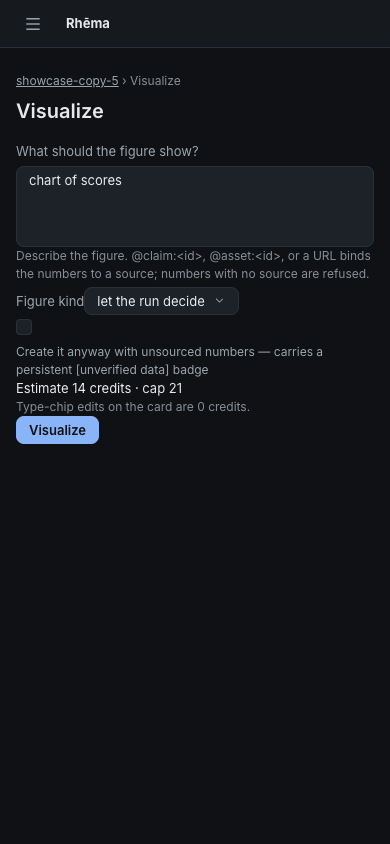 Rhēma
showcase-copy-5 › Visualize
Visualize
What should the figure show?
chart of scores
Describe the figure. @claim:<id>, @asset:<id>, or a URL binds
the numbers to a source; numbers with no source are refused.
Figure kind let the run decide
Create it anyway with unsourced numbers — carries a
persistent [unverified data] badge
Estimate 14 credits · cap 21
Type-chip edits on the card are 0 credits.
Visualize